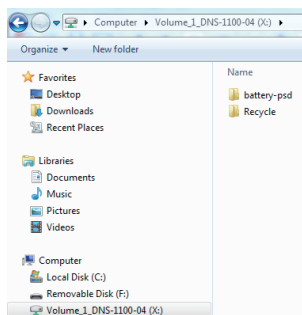 Computer ▸ Volume_1_DNS-1100-04 (X:) ▸
Organize ▾ New folder
Favorites
Desktop
Downloads
Recent Places
Libraries
Documents
Music
Pictures
Videos
Computer
Local Disk (C:)
Removable Disk (F:)
Volume_1_DNS-1100-04 (X:)
Name
battery-psd
Recycle